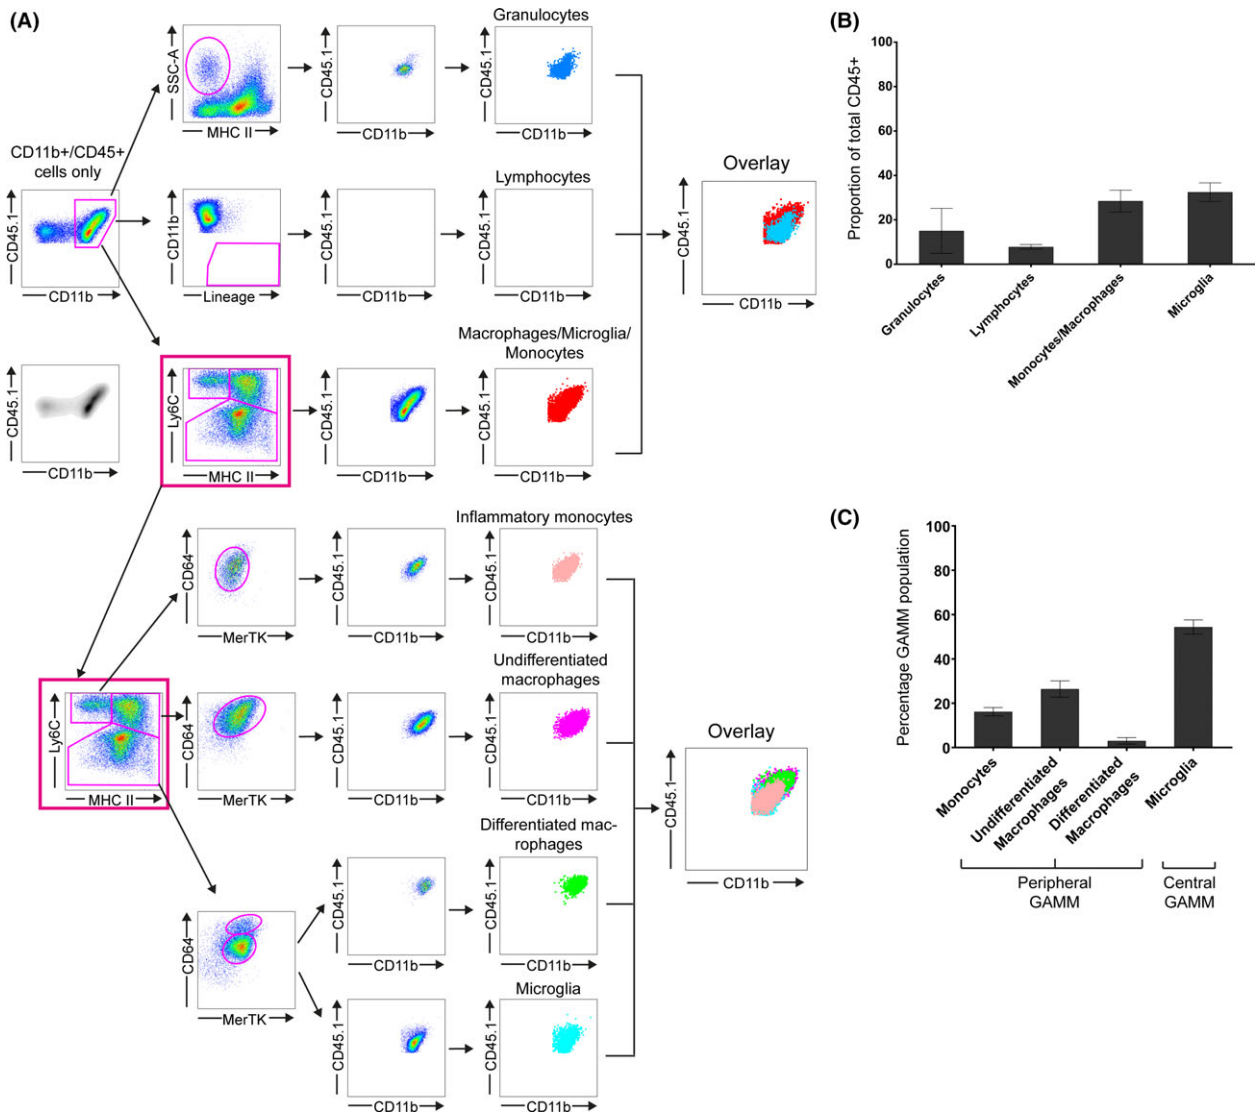 (A)
Granulocytes
SSC-A
MHC II
CD45.1
CD11b
CD45.1
CD11b
CD11b+/CD45+
cells only
CD45.1
CD11b
Lymphocytes
CD11b
Lineage
CD45.1
CD11b
CD45.1
CD11b
Overlay
CD45.1
CD11b
CD45.1
CD11b
Macrophages/Microglia/
Monocytes
Ly6C
MHC II
CD45.1
CD11b
CD45.1
CD11b
Inflammatory monocytes
CD64
MerTK
CD45.1
CD11b
CD45.1
CD11b
Undifferentiated
macrophages
Ly6C
MHC II
CD64
MerTK
CD45.1
CD11b
CD45.1
CD11b
Overlay
CD45.1
CD11b
Differentiated mac-
rophages
CD45.1
CD11b
CD45.1
CD11b
CD64
MerTK
Microglia
CD45.1
CD11b
CD45.1
CD11b
(B)
Proportion of total CD45+
100
80
60
40
20
0
Granulocytes
Lymphocytes
Monocytes/Macrophages
Microglia
(C)
Percentage GAMM population
100
80
60
40
20
0
Monocytes
Undifferentiated
Macrophages
Differentiated
Macrophages
Microglia
Peripheral
GAMM
Central
GAMM